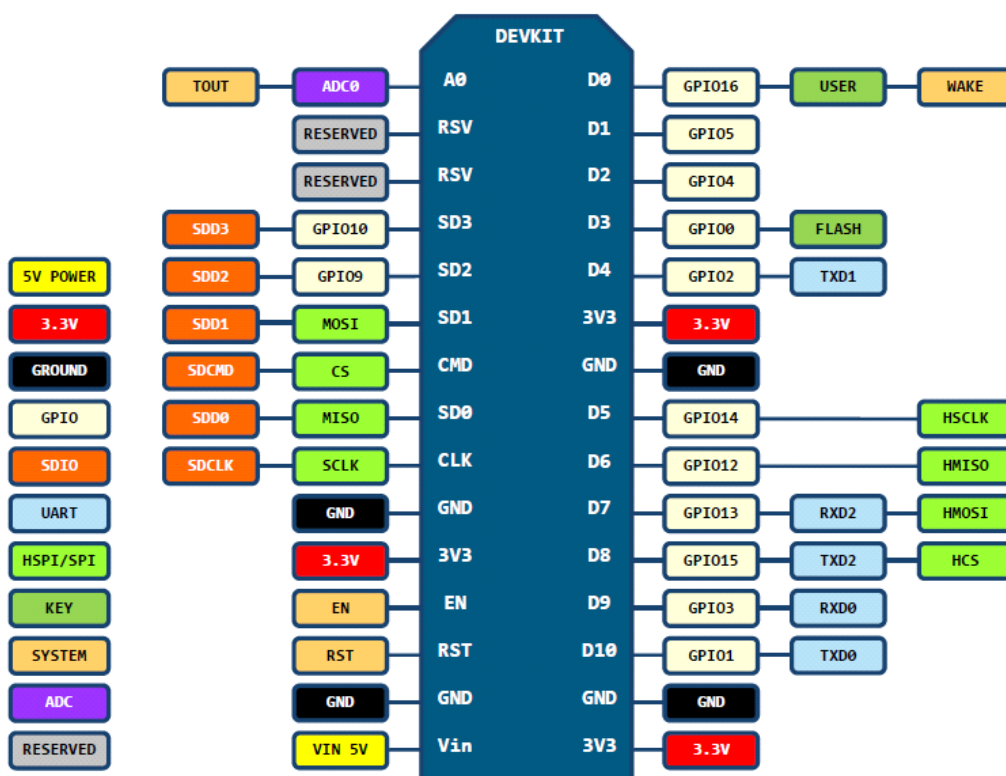 DEVKIT
TOUT ADC0 A0 D0 GPIO16 USER WAKE
RESERVED RSV D1 GPIO5
RESERVED RSV D2 GPIO4
SDD3 GPIO10 SD3 D3 GPIO0 FLASH
5V POWER SDD2 GPIO9 SD2 D4 GPIO2 TXD1
3.3V SDD1 MOSI SD1 3V3 3.3V
GROUND SDCMD CS CMD GND GND
GPIO SDD0 MISO SD0 D5 GPIO14 HSCLK
SDIO SDCLK SCLK CLK D6 GPIO12 HMISO
UART GND GND D7 GPIO13 RXD2 HMOSI
HSPI/SPI 3.3V 3V3 D8 GPIO15 TXD2 HCS
KEY EN EN D9 GPIO3 RXD0
SYSTEM RST RST D10 GPIO1 TXD0
ADC GND GND GND GND
RESERVED VIN 5V Vin 3V3 3.3V